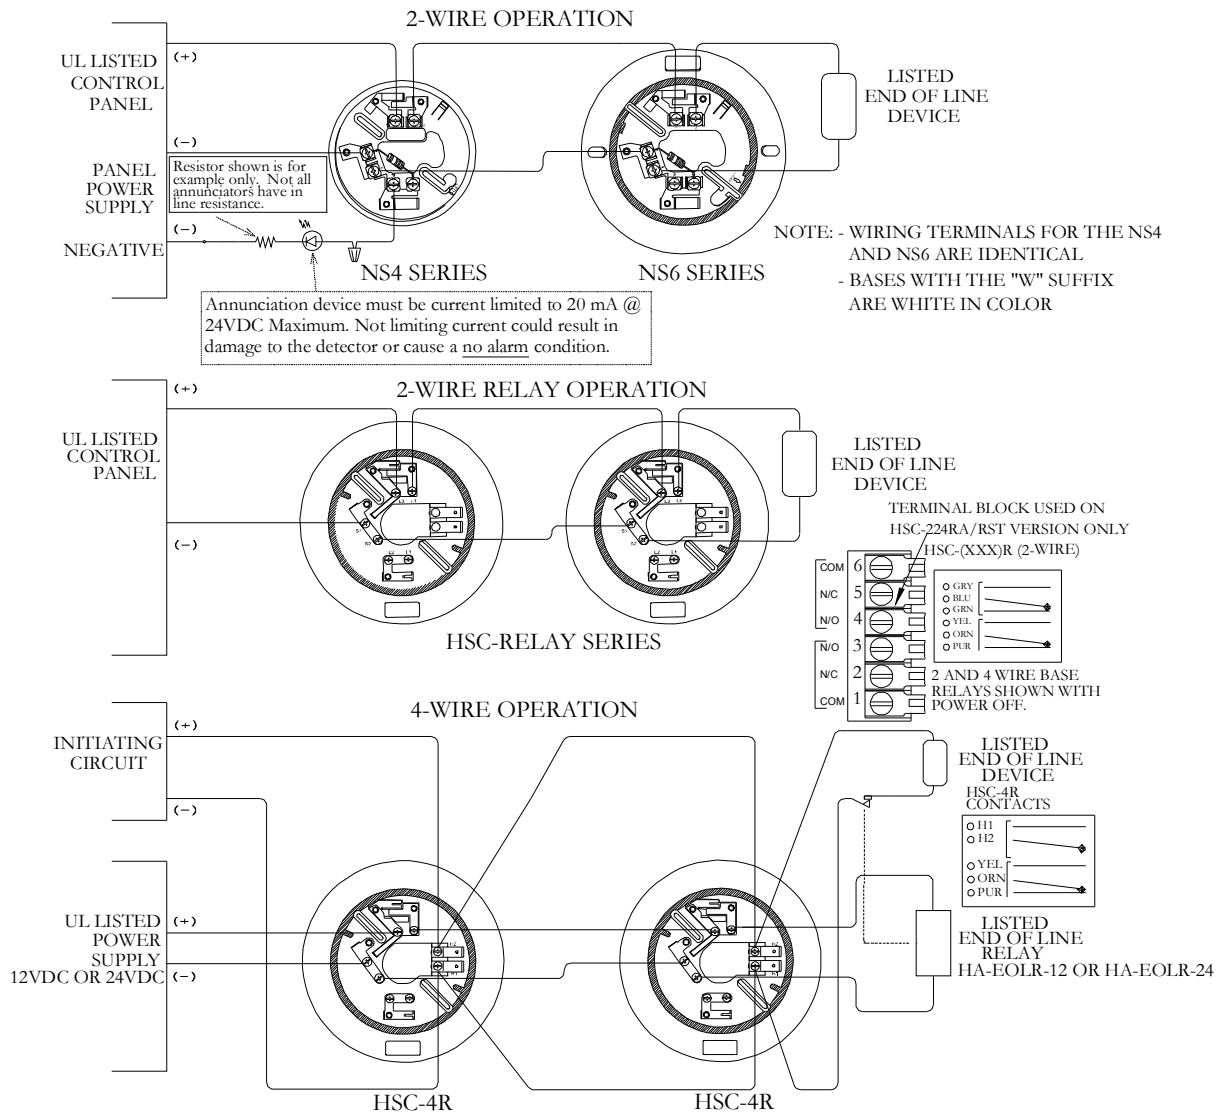 2-WIRE OPERATION
UL LISTED
CONTROL
PANEL
(+)
(-)
PANEL
POWER
SUPPLY
(-)
NEGATIVE
Resistor shown is for
example only. Not all
annunciators have in
line resistance.
LISTED
END OF LINE
DEVICE
NS4 SERIES
NS6 SERIES
NOTE: - WIRING TERMINALS FOR THE NS4
AND NS6 ARE IDENTICAL
- BASES WITH THE "W" SUFFIX
ARE WHITE IN COLOR
Annunciation device must be current limited to 20 mA @
24VDC Maximum. Not limiting current could result in
damage to the detector or cause a no alarm condition.
2-WIRE RELAY OPERATION
(+)
UL LISTED
CONTROL
PANEL
(-)
LISTED
END OF LINE
DEVICE
HSC-RELAY SERIES
TERMINAL BLOCK USED ON
HSC-224RA/RST VERSION ONLY
HSC-(XXX)R (2-WIRE)
COM 6
N/C 5
N/O 4
N/O 3
N/C 2
COM 1
GRY
BLU
GRN
YEL
ORN
PUR
2 AND 4 WIRE BASE
RELAYS SHOWN WITH
POWER OFF.
4-WIRE OPERATION
(+)
INITIATING
CIRCUIT
(-)
LISTED
END OF LINE
DEVICE
HSC-4R
CONTACTS
H1
H2
YEL
ORN
PUR
UL LISTED
POWER
SUPPLY
12VDC OR 24VDC
(+)
(-)
LISTED
END OF LINE
RELAY
HA-EOLR-12 OR HA-EOLR-24
HSC-4R
HSC-4R